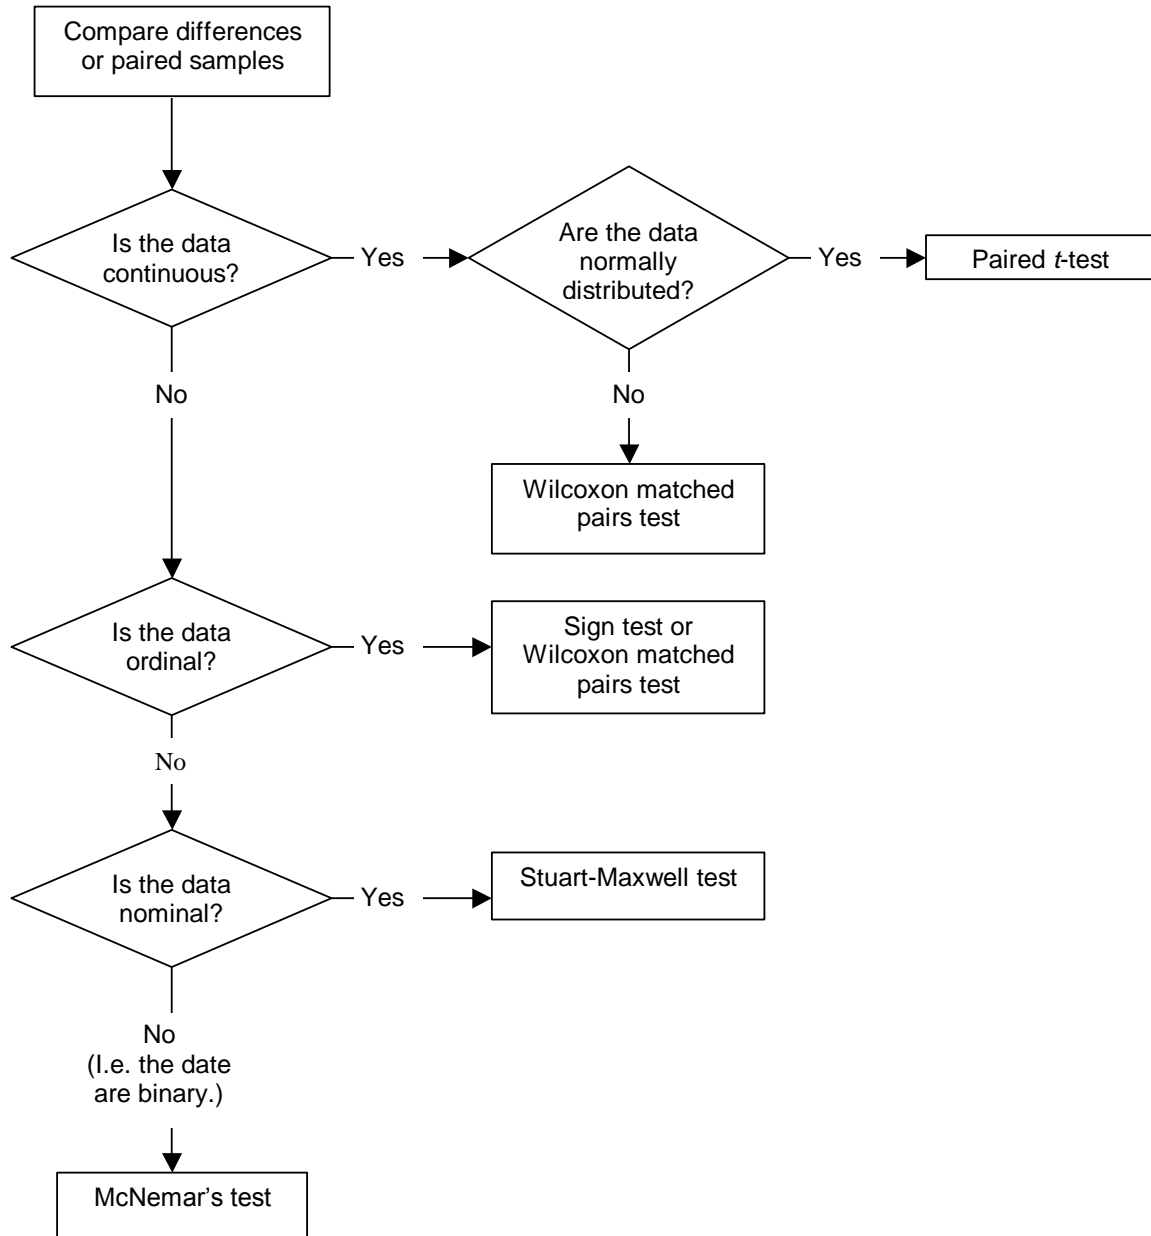 Compare differences
or paired samples
Is the data
continuous?
Yes
Are the data
normally
distributed?
Yes
Paired t-test
No
No
Wilcoxon matched
pairs test
Is the data
ordinal?
Yes
Sign test or
Wilcoxon matched
pairs test
No
Is the data
nominal?
Yes
Stuart-Maxwell test
No
(I.e. the date
are binary.)
McNemar's test